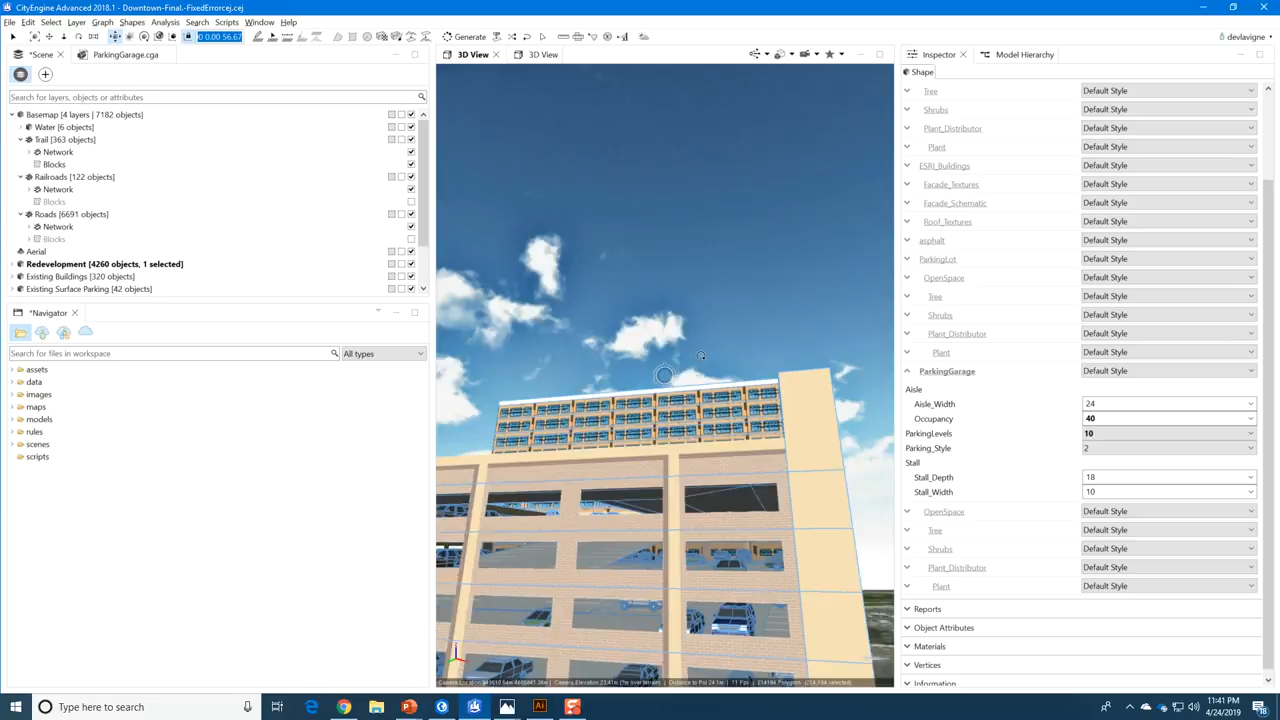 CityEngine Advanced 2018.1 - Downtown-Final.-FixedErrorcej.cej
File Edit Select Layer Graph Shapes Analysis Search Scripts Window Help
0 0.00 56.67 Generate devlavigne
*Scene ParkingGarage.cga 3D View 3D View Inspector Model Hierarchy
Shape
Search for layers, objects or attributes
Basemap [4 layers | 7182 objects]
Water [6 objects]
Trail [363 objects]
Network
Blocks
Railroads [122 objects]
Network
Blocks
Roads [6691 objects]
Network
Blocks
Aerial
Redevelopment [4260 objects, 1 selected]
Existing Buildings [320 objects]
Existing Surface Parking [42 objects]
*Navigator
Search for files in workspace All types
assets
data
images
maps
models
rules
scenes
scripts
Tree Default Style
Shrubs Default Style
Plant_Distributor Default Style
Plant Default Style
ESRI_Buildings Default Style
Facade_Textures Default Style
Facade_Schematic Default Style
Roof_Textures Default Style
asphalt Default Style
ParkingLot Default Style
OpenSpace Default Style
Tree Default Style
Shrubs Default Style
Plant_Distributor Default Style
Plant Default Style
ParkingGarage Default Style
Aisle
Aisle_Width 24
Occupancy 40
ParkingLevels 10
Parking_Style 2
Stall
Stall_Depth 18
Stall_Width 10
OpenSpace Default Style
Tree Default Style
Shrubs Default Style
Plant_Distributor Default Style
Plant Default Style
Reports
Object Attributes
Materials
Vertices
Information
Type here to search
11:41 PM
4/24/2019
18